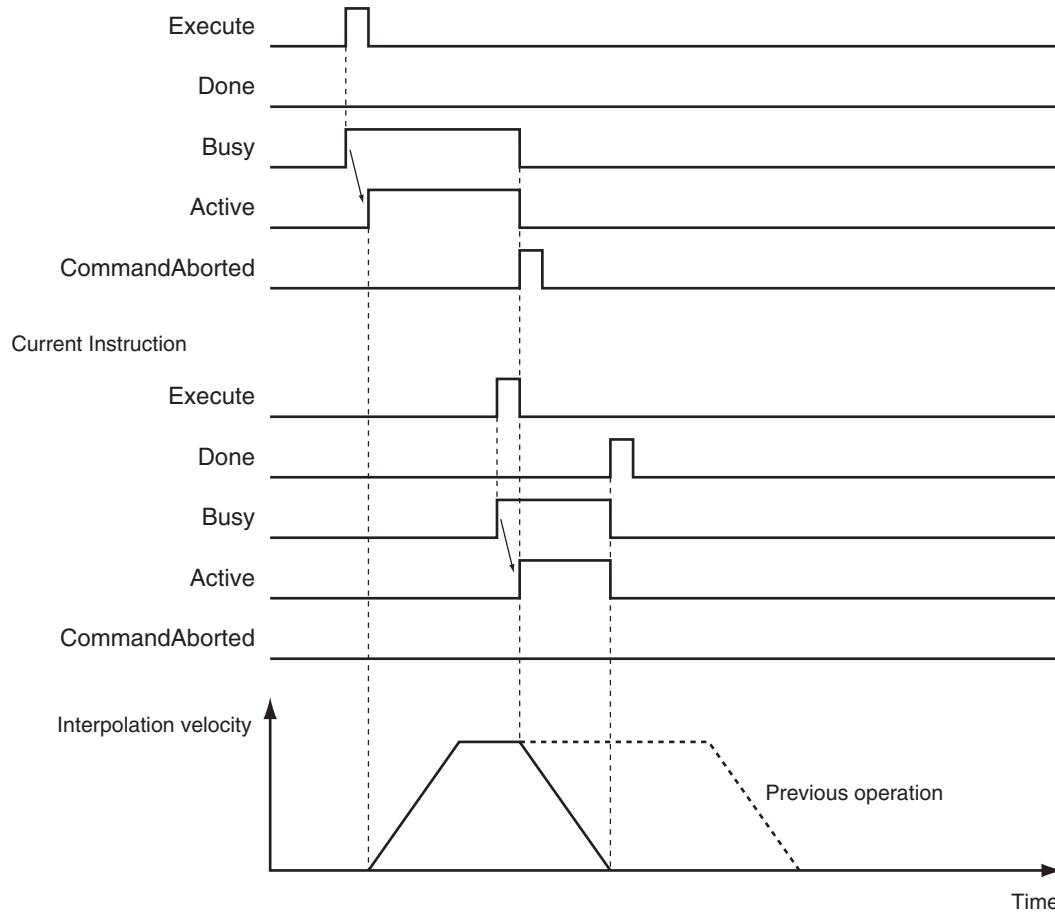 Execute
Done
Busy
Active
CommandAborted
Current Instruction
Execute
Done
Busy
Active
CommandAborted
Interpolation velocity
Previous operation
Time